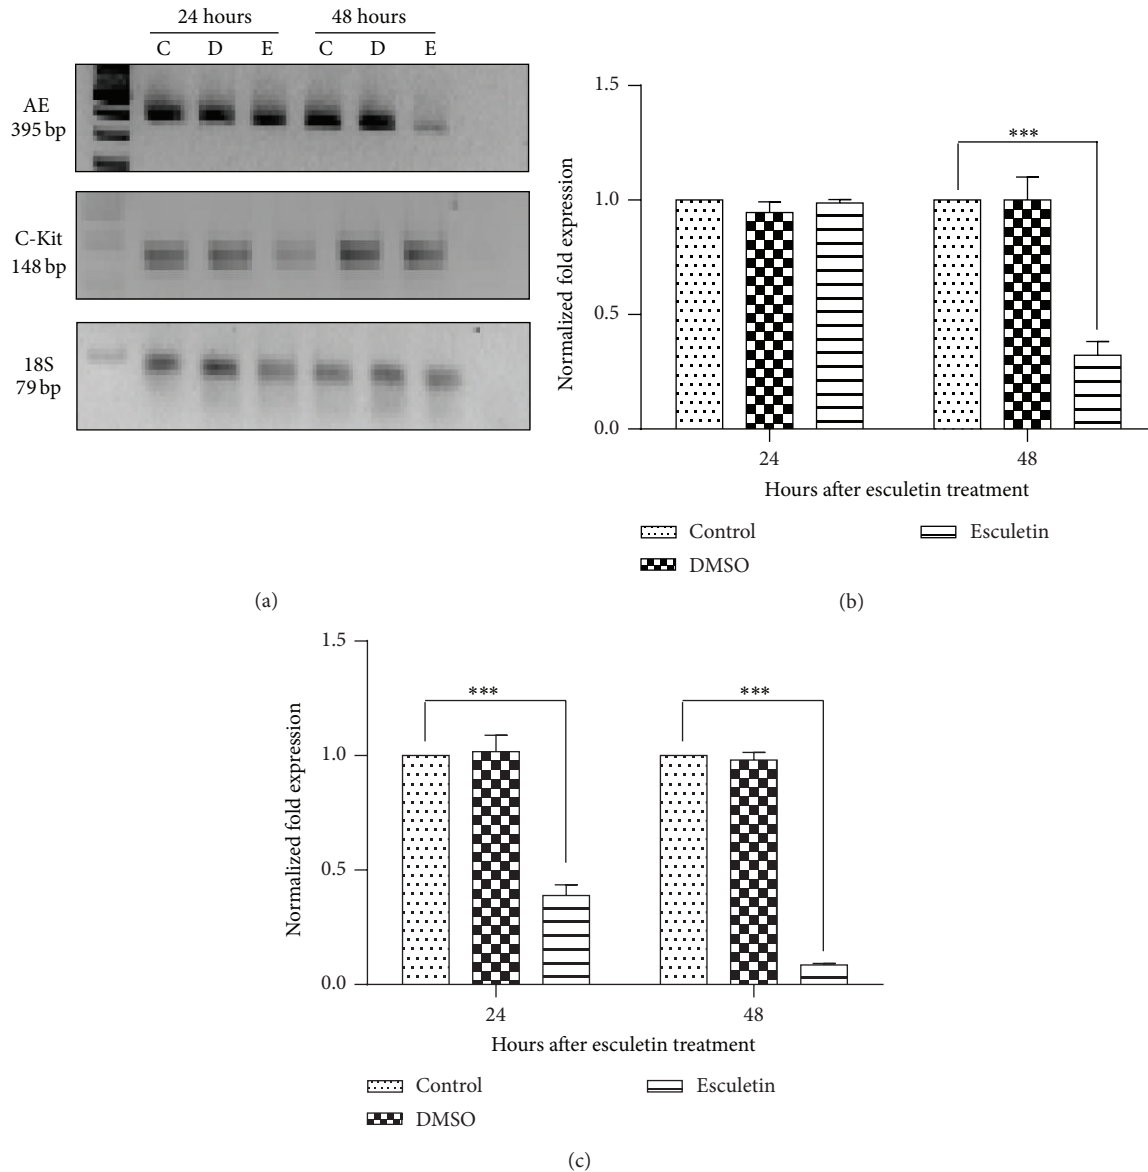 24 hours 48 hours
C D E C D E
AE
395 bp
C-Kit
148 bp
18S
79 bp
(a)
Normalized fold expression
1.5
1.0
0.5
0.0
***
24 48
Hours after esculetin treatment
Control Esculetin
DMSO
(b)
Normalized fold expression
1.5
1.0
0.5
0.0
*** ***
24 48
Hours after esculetin treatment
Control Esculetin
DMSO
(c)